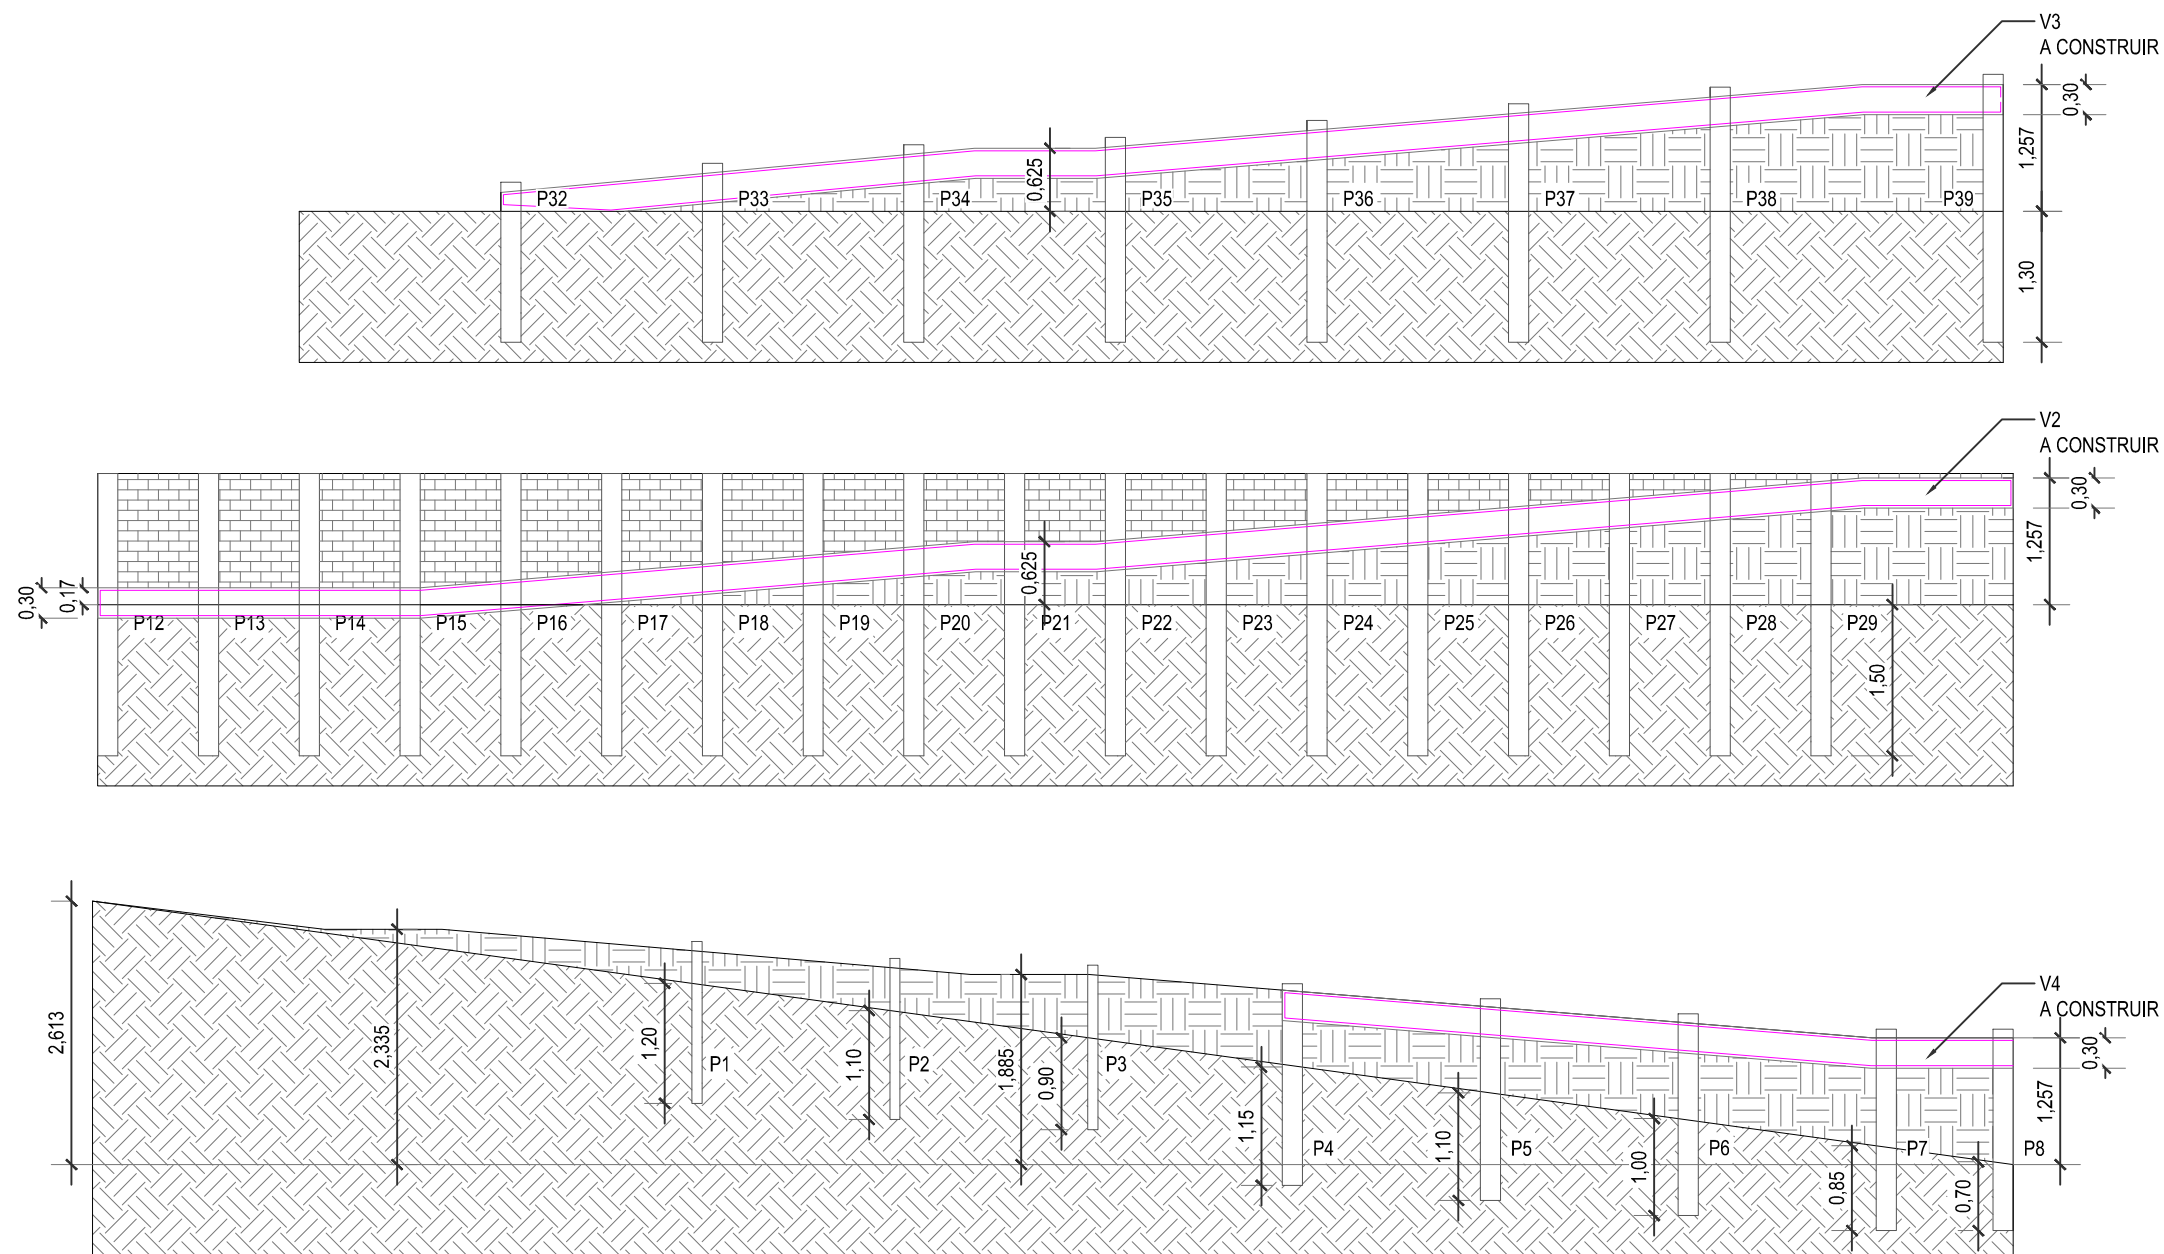 V3
A CONSTRUIR
0,30
1,257
0,625
P32
P33
P34
P35
P36
P37
P38
P39
1,30
V2
A CONSTRUIR
0,30
1,257
0,625
0,30
0,17
P12
P13
P14
P15
P16
P17
P18
P19
P20
P21
P22
P23
P24
P25
P26
P27
P28
P29
1,50
V4
A CONSTRUIR
0,30
1,257
2,613
2,335
1,20
P1
1,10
P2
1,885
0,90
P3
1,15
P4
1,10
P5
1,00
P6
0,85
P7
0,70
P8